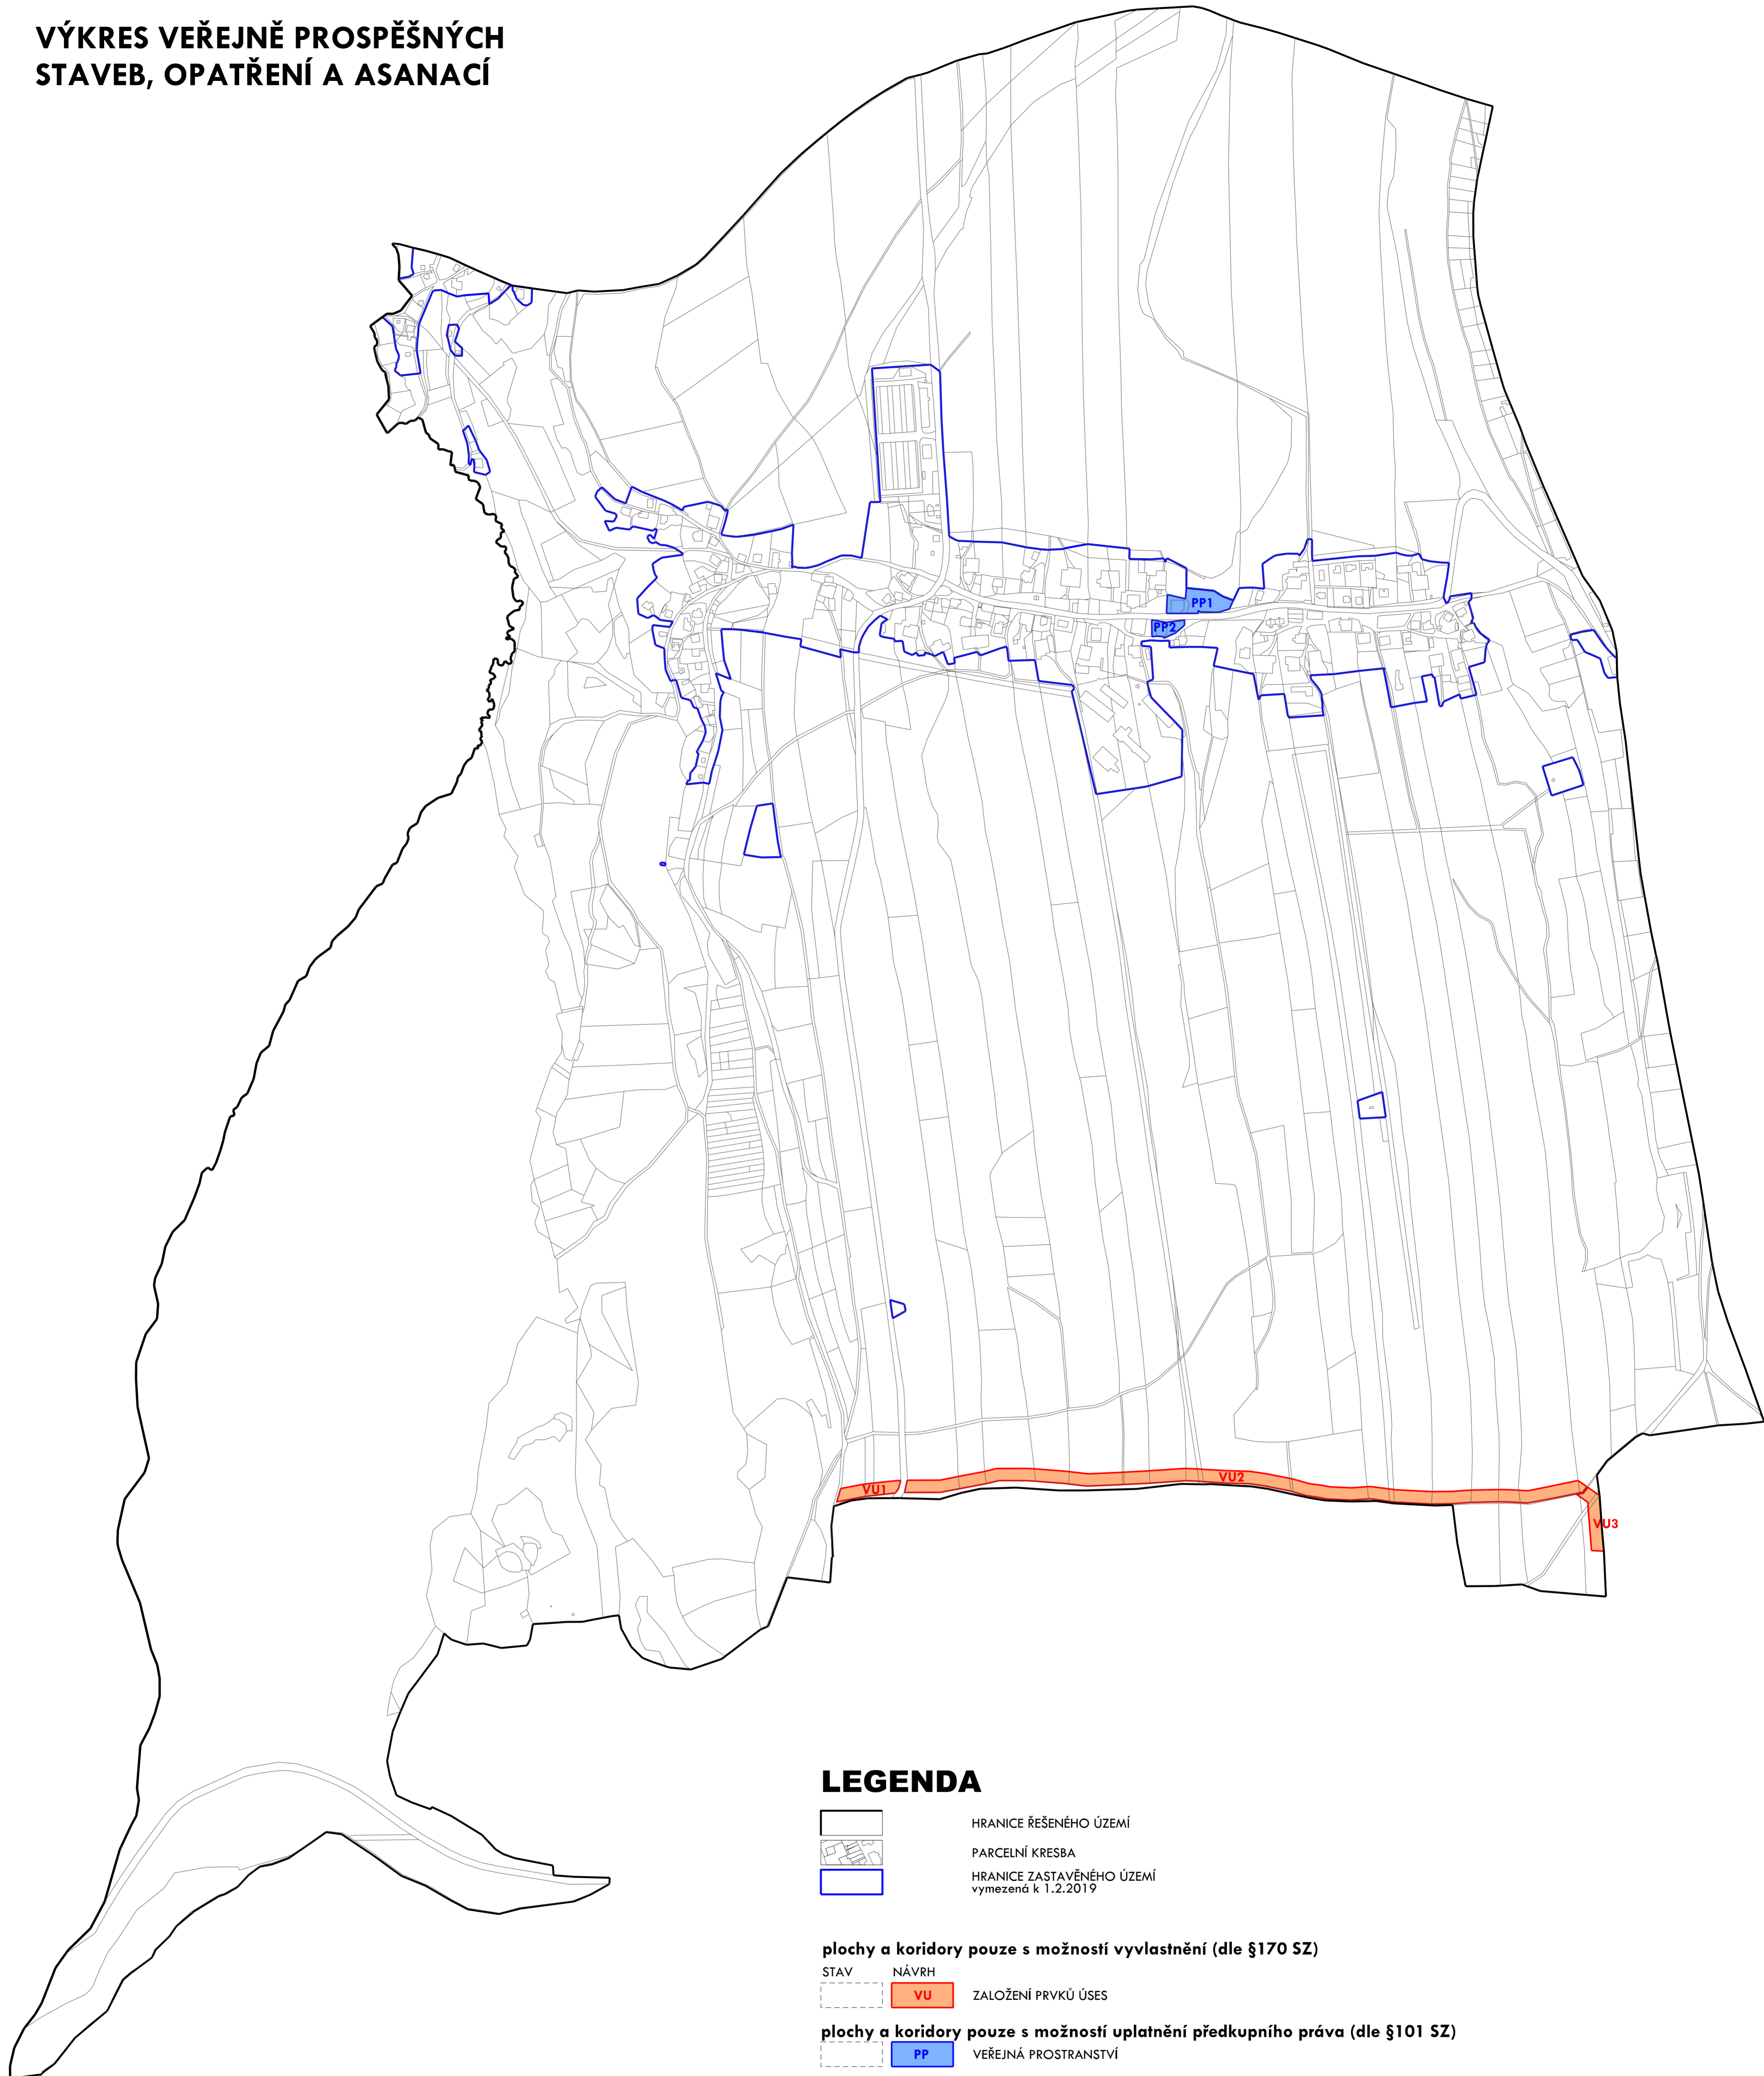 VÝKRES VEŘEJNĚ PROSPĚŠNÝCH
STAVEB, OPATŘENÍ A ASANACÍ
PP1
PP2
VU1
VU2
VU3
LEGENDA
HRANICE ŘEŠENÉHO ÚZEMÍ
PARCELNÍ KRESBA
HRANICE ZASTAVĚNÉHO ÚZEMÍ
vymezená k 1.2.2019
plochy a koridory pouze s možností vyvlastnění (dle §170 SZ)
STAV NÁVRH
VU ZALOŽENÍ PRVKŮ ÚSES
plochy a koridory pouze s možností uplatnění předkupního práva (dle §101 SZ)
PP VEŘEJNÁ PROSTRANSTVÍ